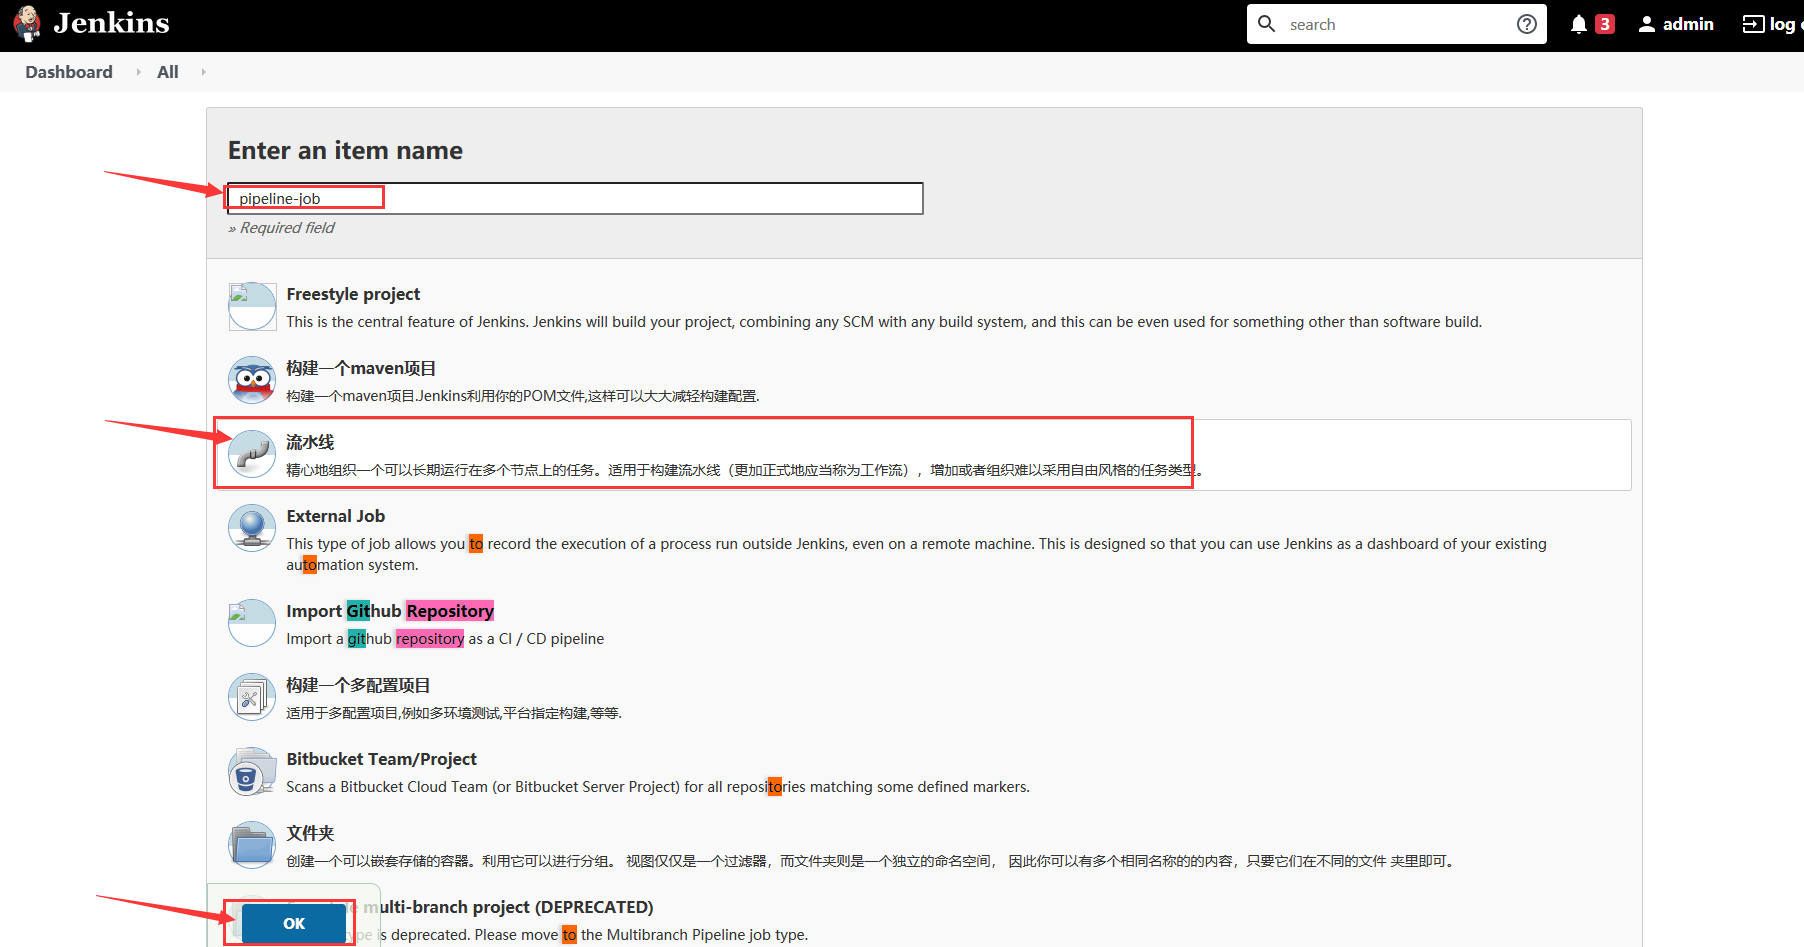 Jenkins
search
3
admin
log
Dashboard
All
Enter an item name
pipeline-job
» Required field
Freestyle project
This is the central feature of Jenkins. Jenkins will build your project, combining any SCM with any build system, and this can be even used for something other than software build.
构建一个maven项目
构建一个maven项目.Jenkins利用你的POM文件,这样可以大大减轻构建配置.
流水线
精心地组织一个可以长期运行在多个节点上的任务。适用于构建流水线（更加正式地应当称为工作流），增加或者组织难以采用自由风格的任务类型。
External Job
This type of job allows you to record the execution of a process run outside Jenkins, even on a remote machine. This is designed so that you can use Jenkins as a dashboard of your existing
automation system.
Import Github Repository
Import a github repository as a CI / CD pipeline
构建一个多配置项目
适用于多配置项目,例如多环境测试,平台指定构建,等等.
Bitbucket Team/Project
Scans a Bitbucket Cloud Team (or Bitbucket Server Project) for all repositories matching some defined markers.
文件夹
创建一个可以嵌套存储的容器。利用它可以进行分组。 视图仅仅是一个过滤器，而文件夹则是一个独立的命名空间， 因此你可以有多个相同名称的的内容，只要它们在不同的文件 夹里即可。
multi-branch project (DEPRECATED)
OK
is deprecated. Please move to the Multibranch Pipeline job type.